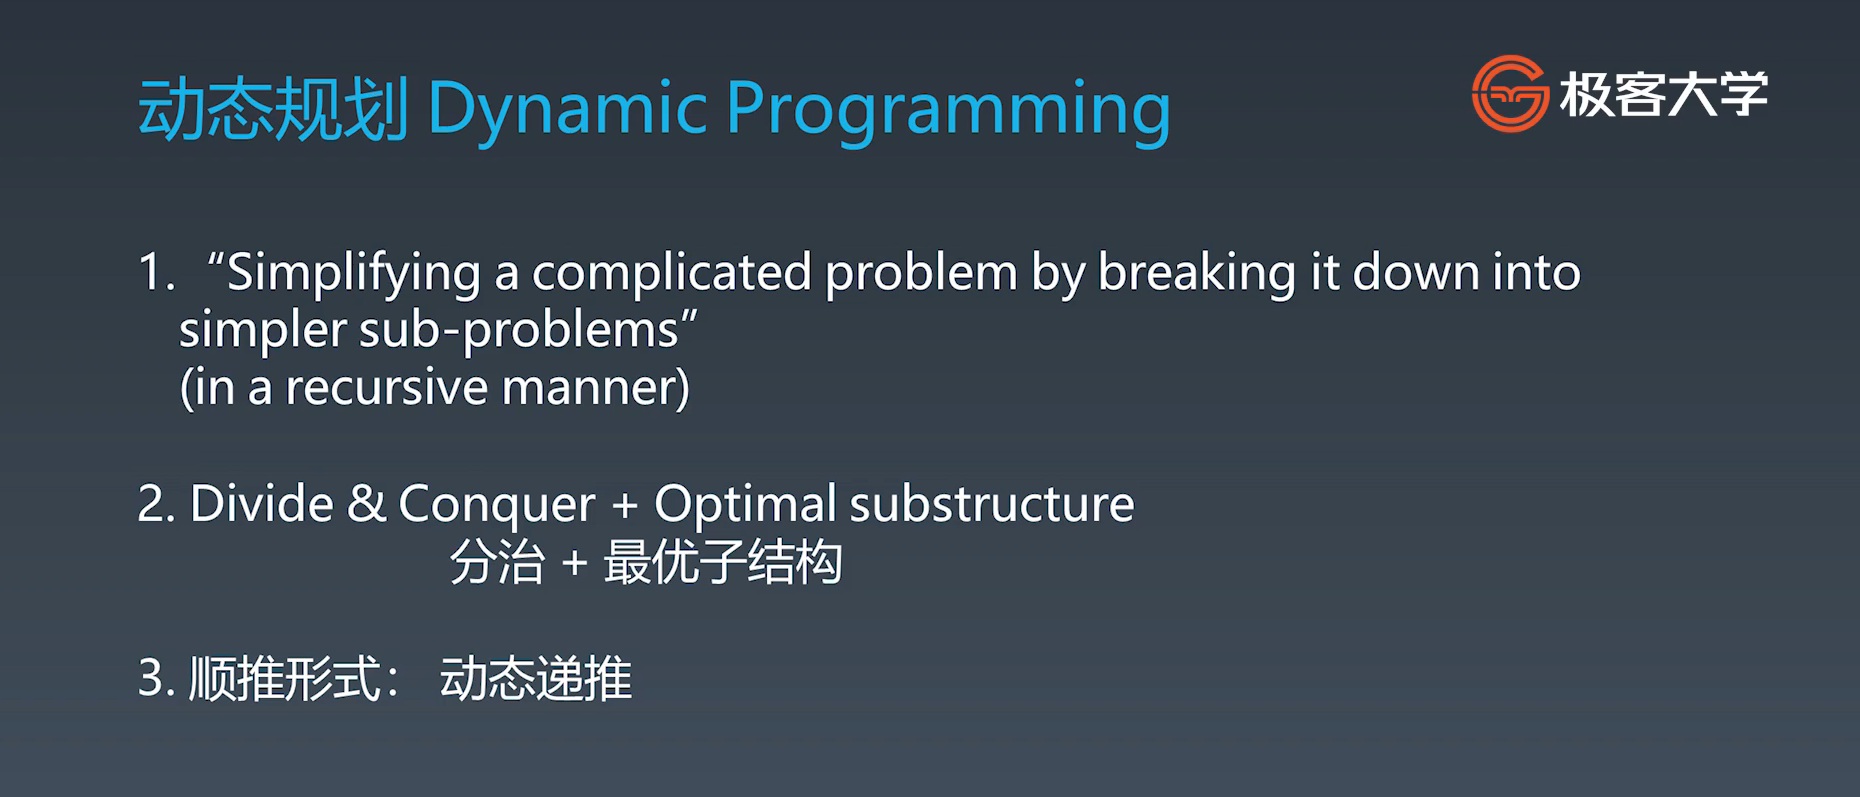 动态规划 Dynamic Programming
极客大学
1. “Simplifying a complicated problem by breaking it down into
simpler sub-problems”
(in a recursive manner)
2. Divide & Conquer + Optimal substructure
分治 + 最优子结构
3. 顺推形式： 动态递推